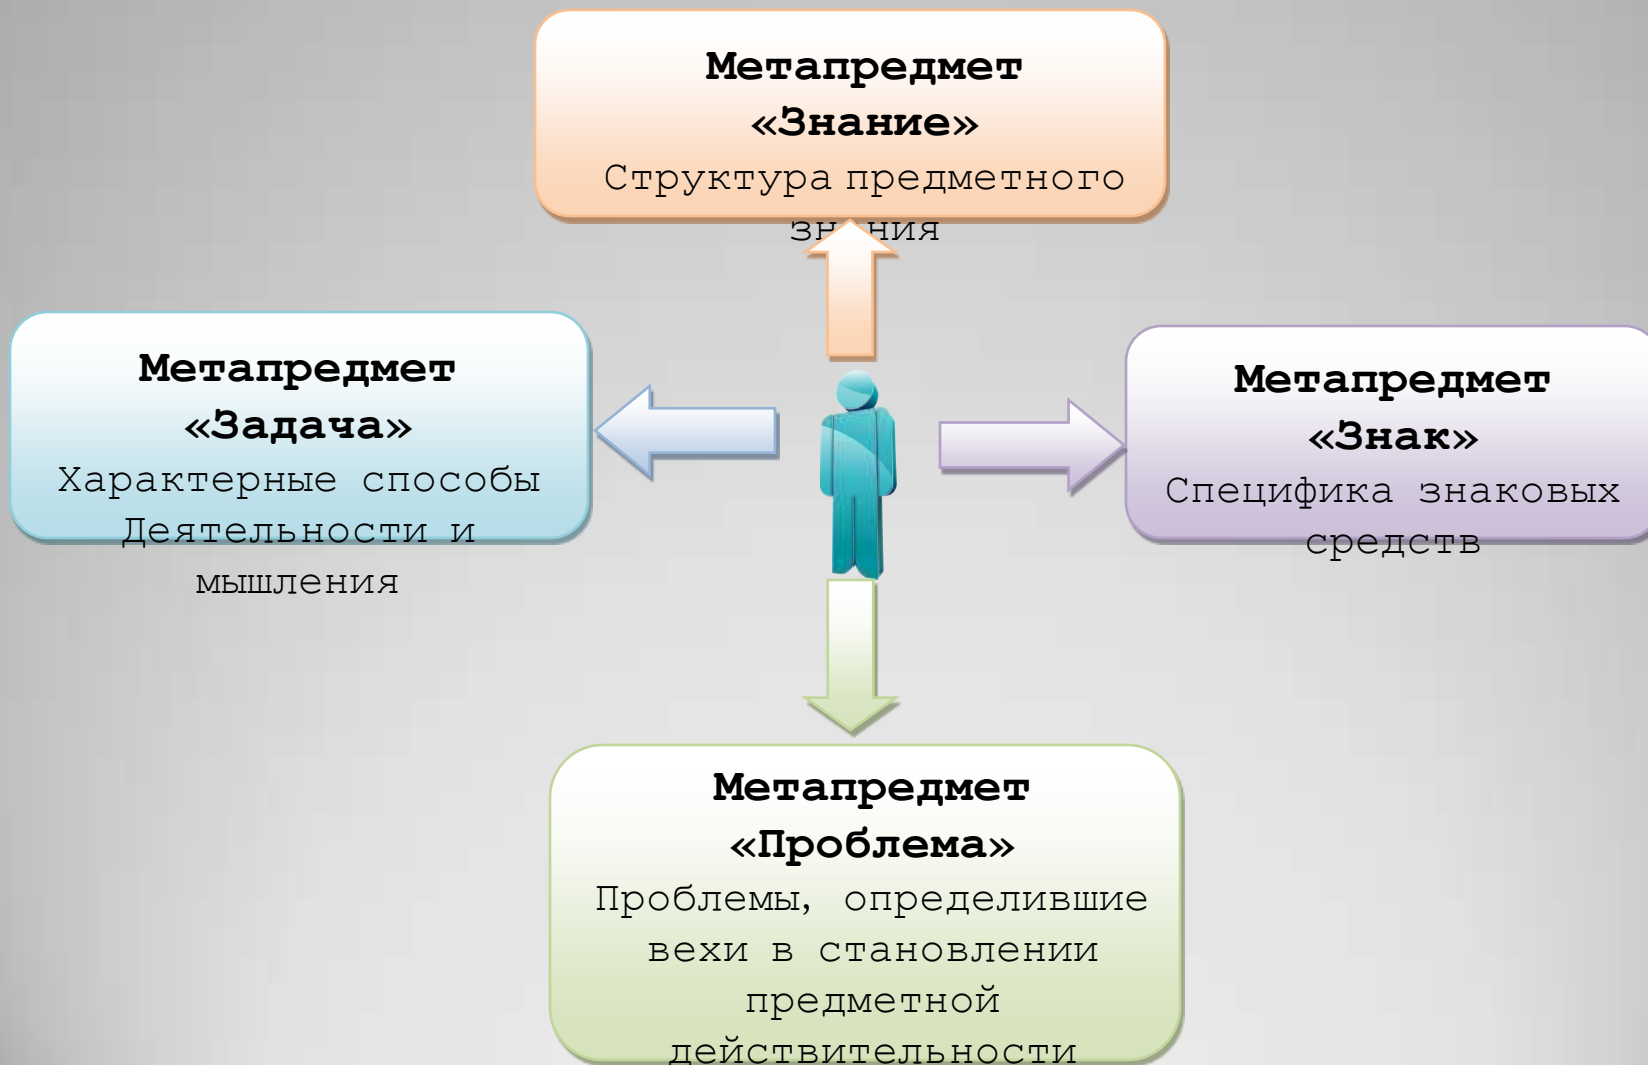 Метапредмет
«Знание»
Структура предметного
знания
Метапредмет
«Задача»
Характерные способы
Деятельности и
мышления
Метапредмет
«Знак»
Специфика знаковых
средств
Метапредмет
«Проблема»
Проблемы, определившие
вехи в становлении
предметной
действительности